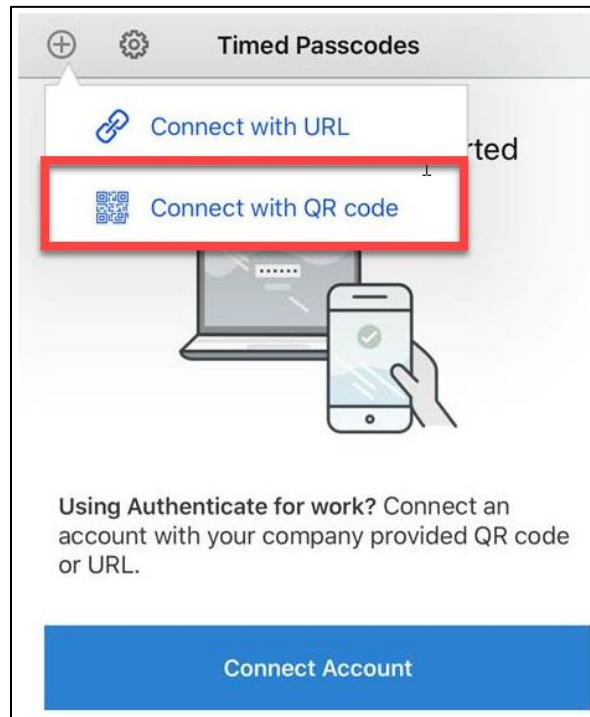 Timed Passcodes
Connect with URL
rted
Connect with QR code
Using Authenticate for work? Connect an
account with your company provided QR code
or URL.
Connect Account